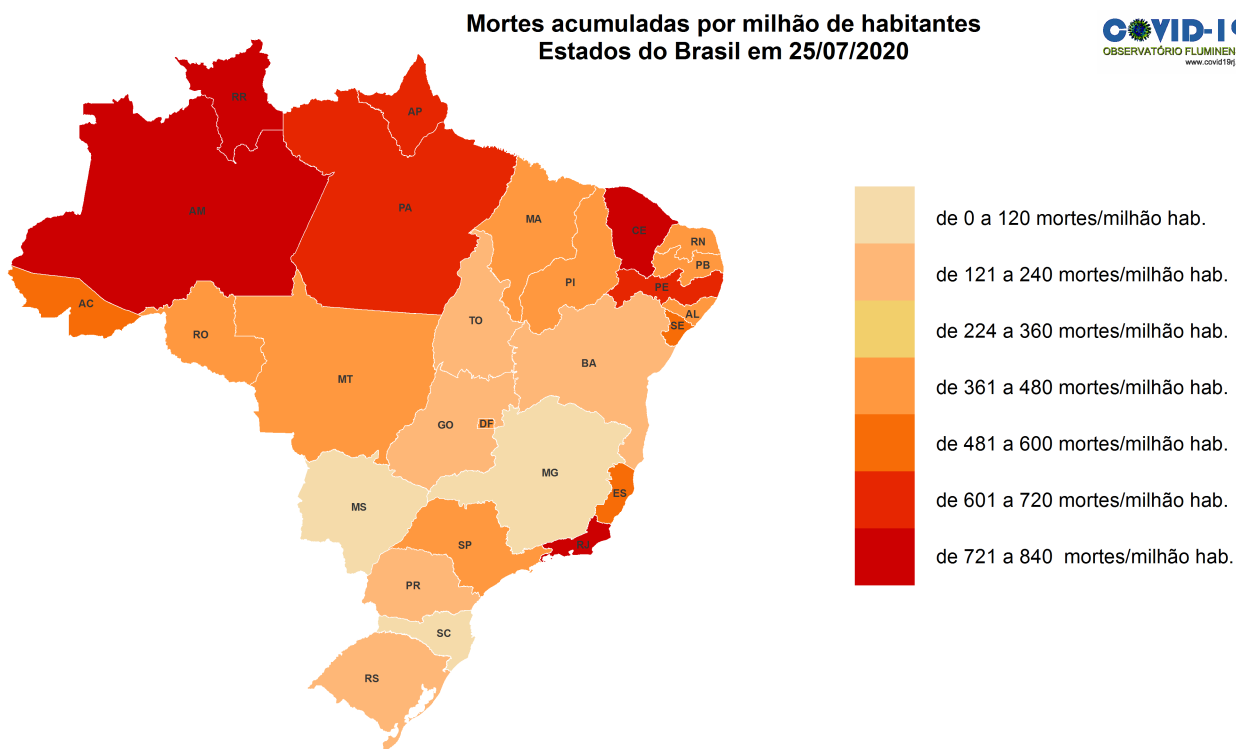 Mortes acumuladas por milhão de habitantes
Estados do Brasil em 25/07/2020
COVID-19
OBSERVATÓRIO FLUMINEN
www.covid19rj
RR
AP
AM
PA
MA
CE
RN
PB
PI
PE
AC
AL
TO
SE
RO
BA
MT
GO
DF
MG
ES
MS
SP
RJ
PR
SC
RS
de 0 a 120 mortes/milhão hab.
de 121 a 240 mortes/milhão hab.
de 224 a 360 mortes/milhão hab.
de 361 a 480 mortes/milhão hab.
de 481 a 600 mortes/milhão hab.
de 601 a 720 mortes/milhão hab.
de 721 a 840 mortes/milhão hab.